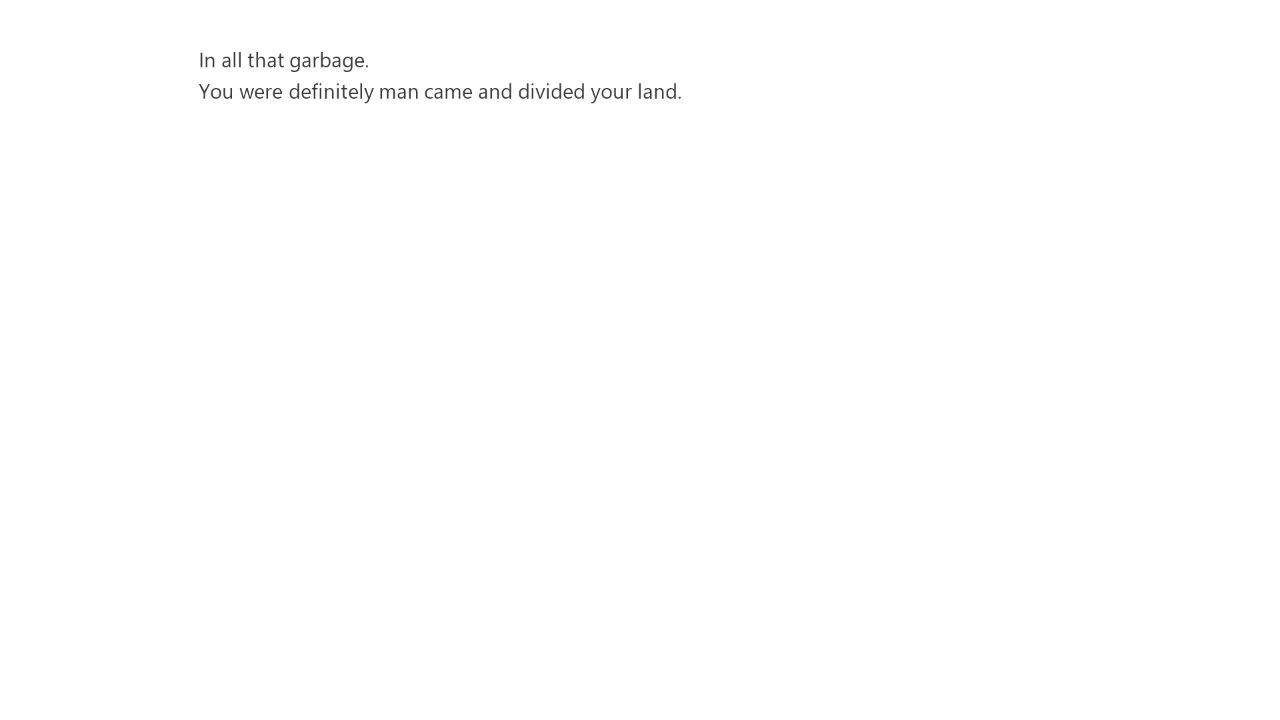 In all that garbage.
You were definitely man came and divided your land.